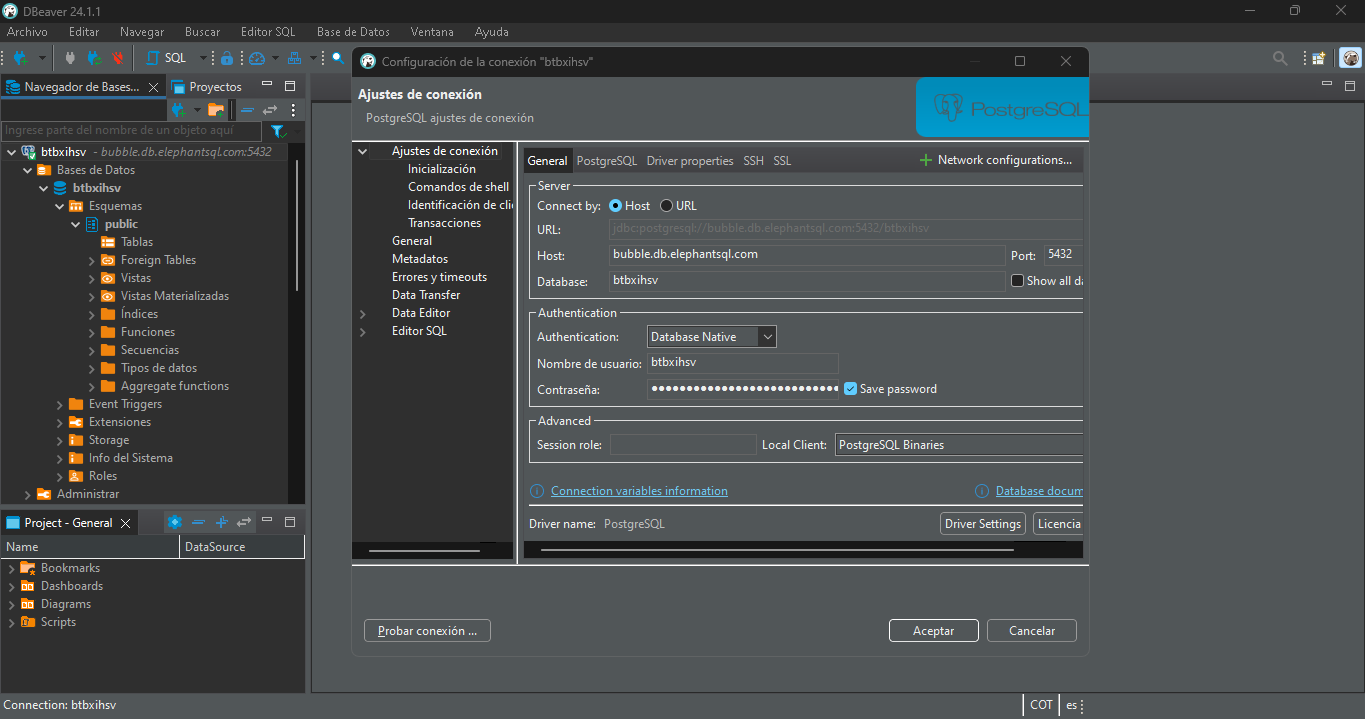 DBeaver 24.1.1
Archivo Editar Navegar Buscar Editor SQL Base de Datos Ventana Ayuda
SQL
Navegador de Bases... Proyectos
Ingrese parte del nombre de un objeto aquí
btbxihsv - bubble.db.elephantsql.com:5432
Bases de Datos
btbxihsv
Esquemas
public
Tablas
Foreign Tables
Vistas
Vistas Materializadas
Índices
Funciones
Secuencias
Tipos de datos
Aggregate functions
Event Triggers
Extensiones
Storage
Info del Sistema
Roles
Administrar
Project - General
Name DataSource
Bookmarks
Dashboards
Diagrams
Scripts
Configuración de la conexión "btbxihsv"
Ajustes de conexión
PostgreSQL ajustes de conexión
PostgreSQL
Ajustes de conexión
Inicialización
Comandos de shell
Identificación de clie
Transacciones
General
Metadatos
Errores y timeouts
Data Transfer
Data Editor
Editor SQL
General PostgreSQL Driver properties SSH SSL Network configurations...
Server
Connect by: Host URL
URL: jdbc:postgresql://bubble.db.elephantsql.com:5432/btbxihsv
Host: bubble.db.elephantsql.com Port: 5432
Database: btbxihsv Show all da
Authentication
Authentication: Database Native
Nombre de usuario: btbxihsv
Contraseña: Save password
Advanced
Session role: Local Client: PostgreSQL Binaries
Connection variables information Database docum
Driver name: PostgreSQL Driver Settings Licencia
Probar conexión ... Aceptar Cancelar
Connection: btbxihsv COT es